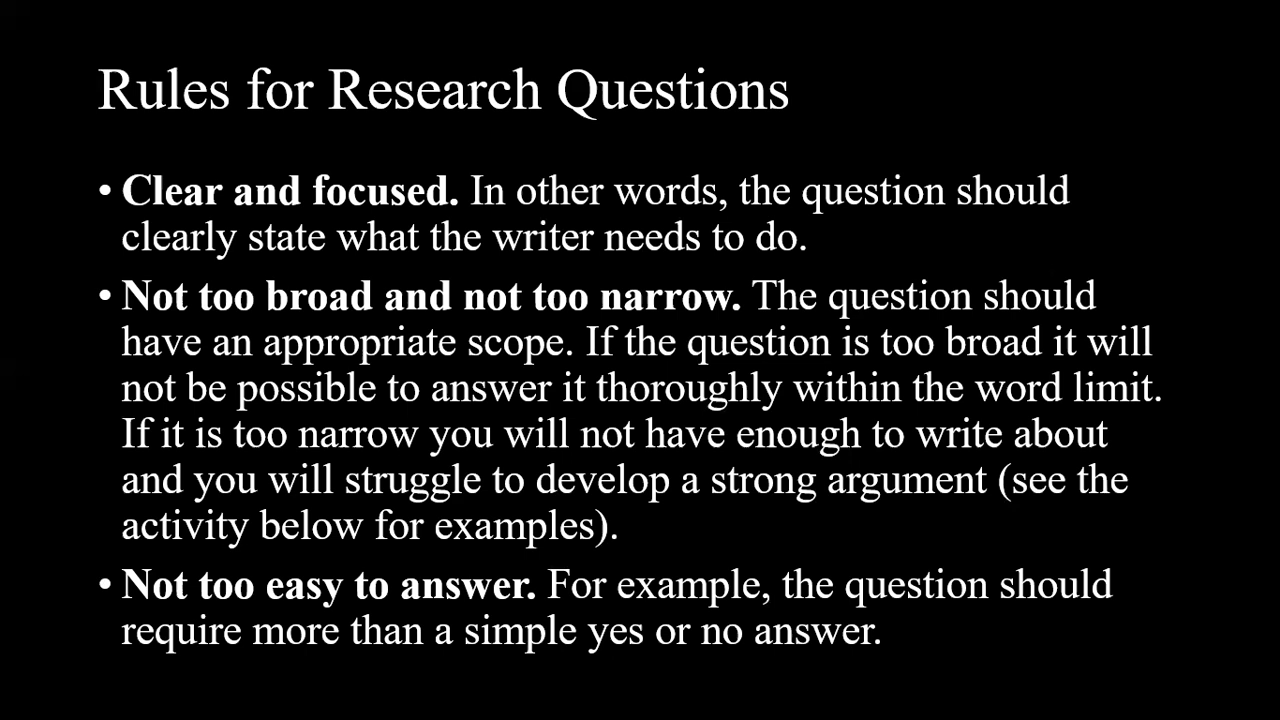 Rules for Research Questions
• Clear and focused. In other words, the question should
clearly state what the writer needs to do.
• Not too broad and not too narrow. The question should
have an appropriate scope. If the question is too broad it will
not be possible to answer it thoroughly within the word limit.
If it is too narrow you will not have enough to write about
and you will struggle to develop a strong argument (see the
activity below for examples).
• Not too easy to answer. For example, the question should
require more than a simple yes or no answer.